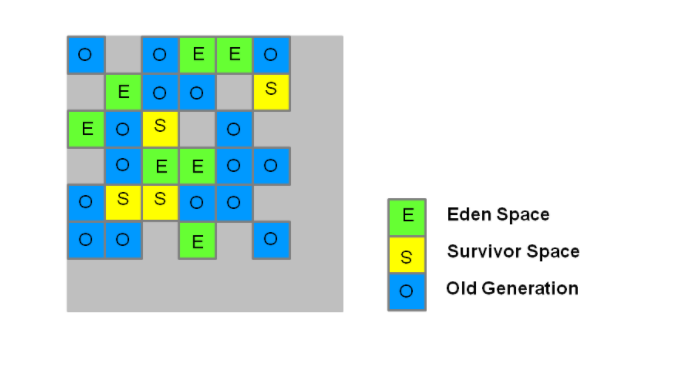 O O E E O
E O O S
E O S O
O E E O O
O S S O O
O O E O
E Eden Space
S Survivor Space
O Old Generation